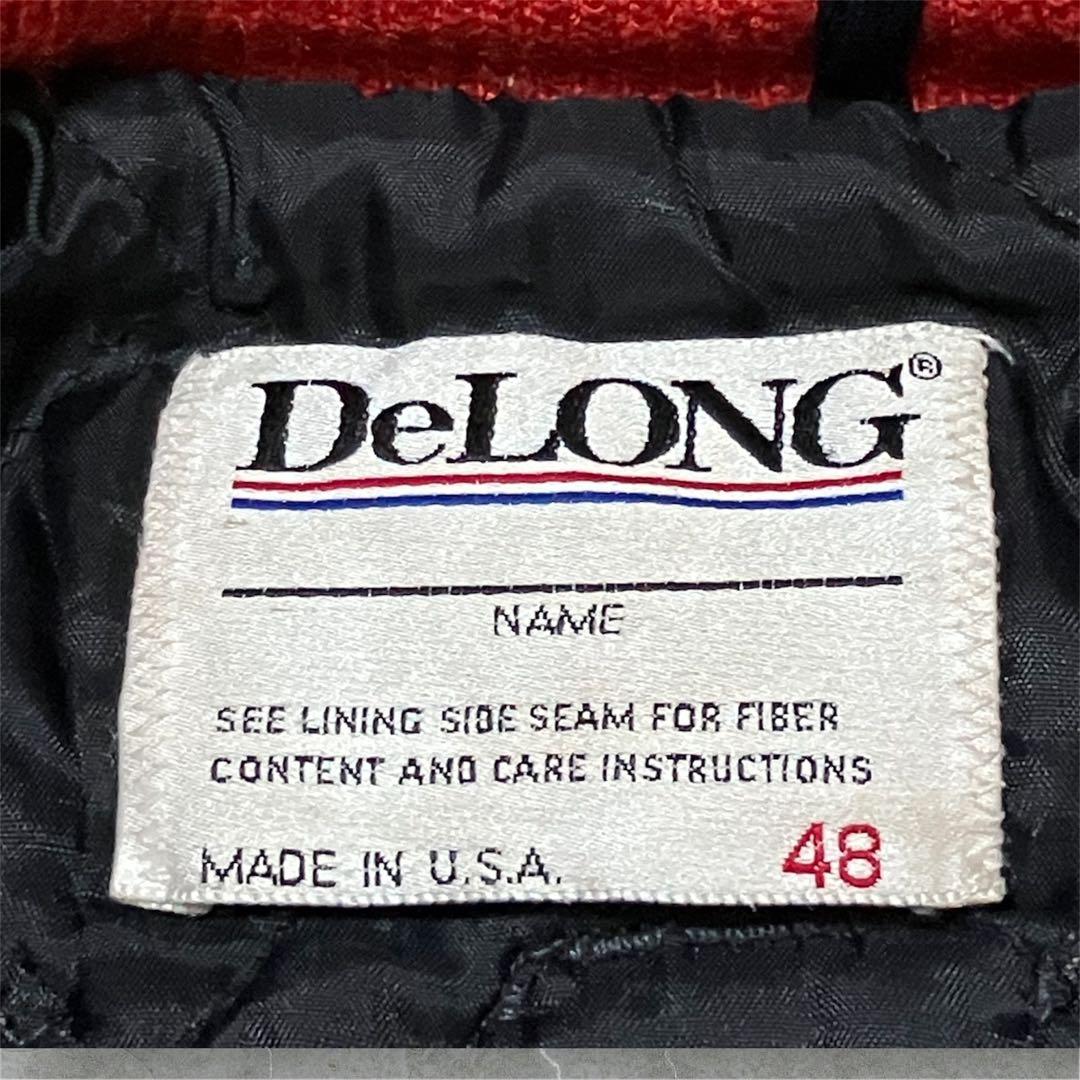 DeLONG®
NAME
SEE LINING SIDE SEAM FOR FIBER
CONTENT AND CARE INSTRUCTIONS
MADE IN U.S.A. 48